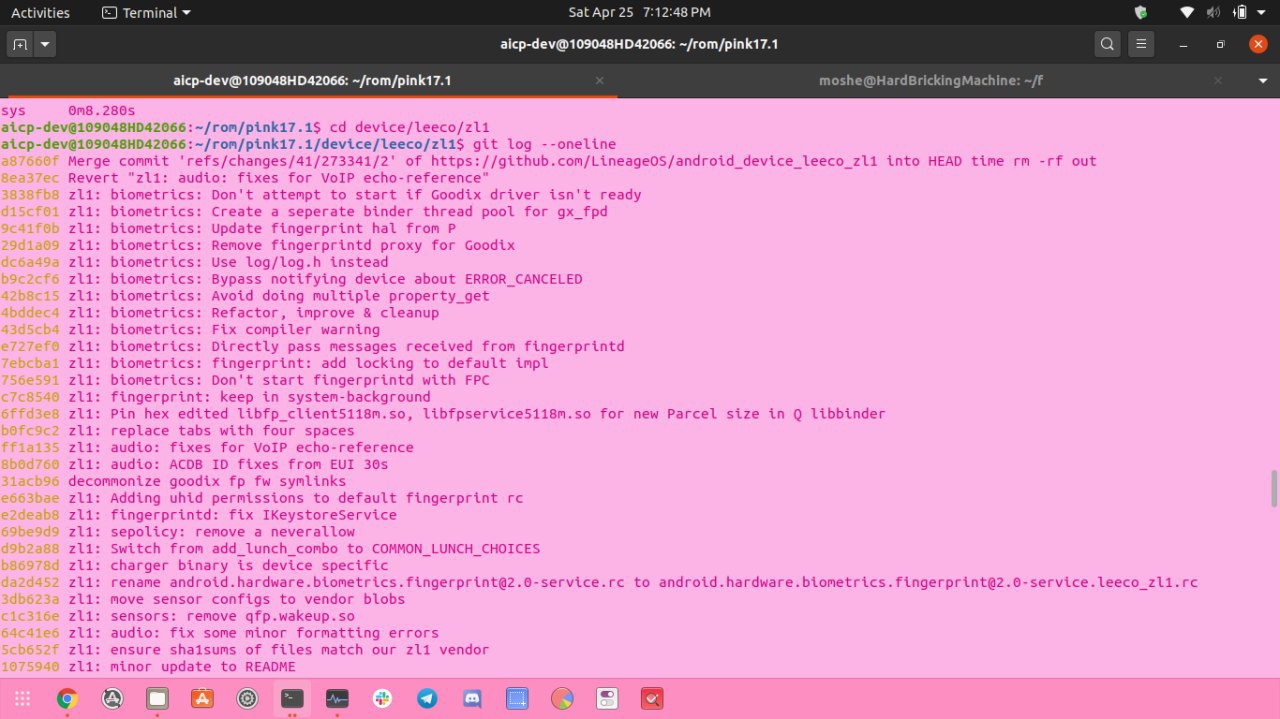 Activities
Terminal
Sat Apr 25 7:12:48 PM
aicp-dev@109048HD42066: ~/rom/pink17.1
aicp-dev@109048HD42066: ~/rom/pink17.1
moshe@HardBrickingMachine: ~/f
sys     0m8.280s
aicp-dev@109048HD42066:~/rom/pink17.1$ cd device/leeco/zl1
aicp-dev@109048HD42066:~/rom/pink17.1/device/leeco/zl1$ git log --oneline
a87660f Merge commit 'refs/changes/41/273341/2' of https://github.com/LineageOS/android_device_leeco_zl1 into HEAD time rm -rf out
8ea37ec Revert "zl1: audio: fixes for VoIP echo-reference"
3838fb8 zl1: biometrics: Don't attempt to start if Goodix driver isn't ready
d15cf01 zl1: biometrics: Create a seperate binder thread pool for gx_fpd
9c41f0b zl1: biometrics: Update fingerprint hal from P
29d1a09 zl1: biometrics: Remove fingerprintd proxy for Goodix
dc6a49a zl1: biometrics: Use log/log.h instead
b9c2cf6 zl1: biometrics: Bypass notifying device about ERROR_CANCELED
42b8c15 zl1: biometrics: Avoid doing multiple property_get
4bddec4 zl1: biometrics: Refactor, improve & cleanup
43d5cb4 zl1: biometrics: Fix compiler warning
e727ef0 zl1: biometrics: Directly pass messages received from fingerprintd
7ebcba1 zl1: biometrics: fingerprint: add locking to default impl
756e591 zl1: biometrics: Don't start fingerprintd with FPC
c7c8540 zl1: fingerprint: keep in system-background
6ffd3e8 zl1: Pin hex edited libfp_client5118m.so, libfpservice5118m.so for new Parcel size in Q libbinder
b0fc9c2 zl1: replace tabs with four spaces
ff1a135 zl1: audio: fixes for VoIP echo-reference
8b0d760 zl1: audio: ACDB ID fixes from EUI 30s
31acb96 decommonize goodix fp fw symlinks
e663bae zl1: Adding uhid permissions to default fingerprint rc
e2deab8 zl1: fingerprintd: fix IKeystoreService
69be9d9 zl1: sepolicy: remove a neverallow
d9b2a88 zl1: Switch from add_lunch_combo to COMMON_LUNCH_CHOICES
b86978d zl1: charger binary is device specific
da2d452 zl1: rename android.hardware.biometrics.fingerprint@2.0-service.rc to android.hardware.biometrics.fingerprint@2.0-service.leeco_zl1.rc
3db623a zl1: move sensor configs to vendor blobs
c1c316e zl1: sensors: remove qfp.wakeup.so
64c41e6 zl1: audio: fix some minor formatting errors
5cb652f zl1: ensure sha1sums of files match our zl1 vendor
1075940 zl1: minor update to README